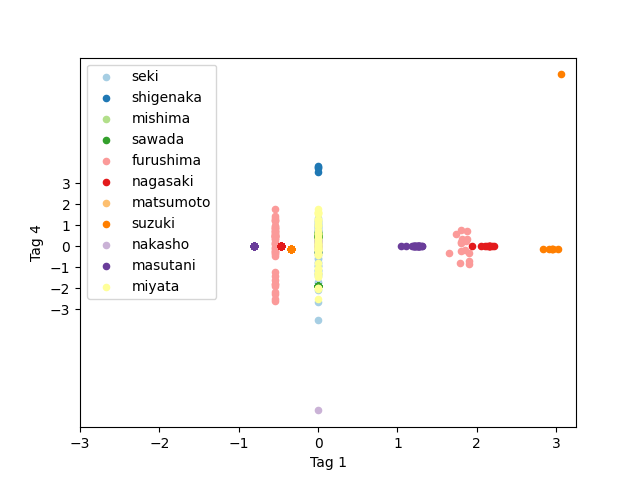 seki
shigenaka
mishima
sawada
furushima
nagasaki
matsumoto
suzuki
nakasho
masutani
miyata
Tag 4
3
2
1
0
−1
−2
−3
−3 −2 −1 0 1 2 3
Tag 1